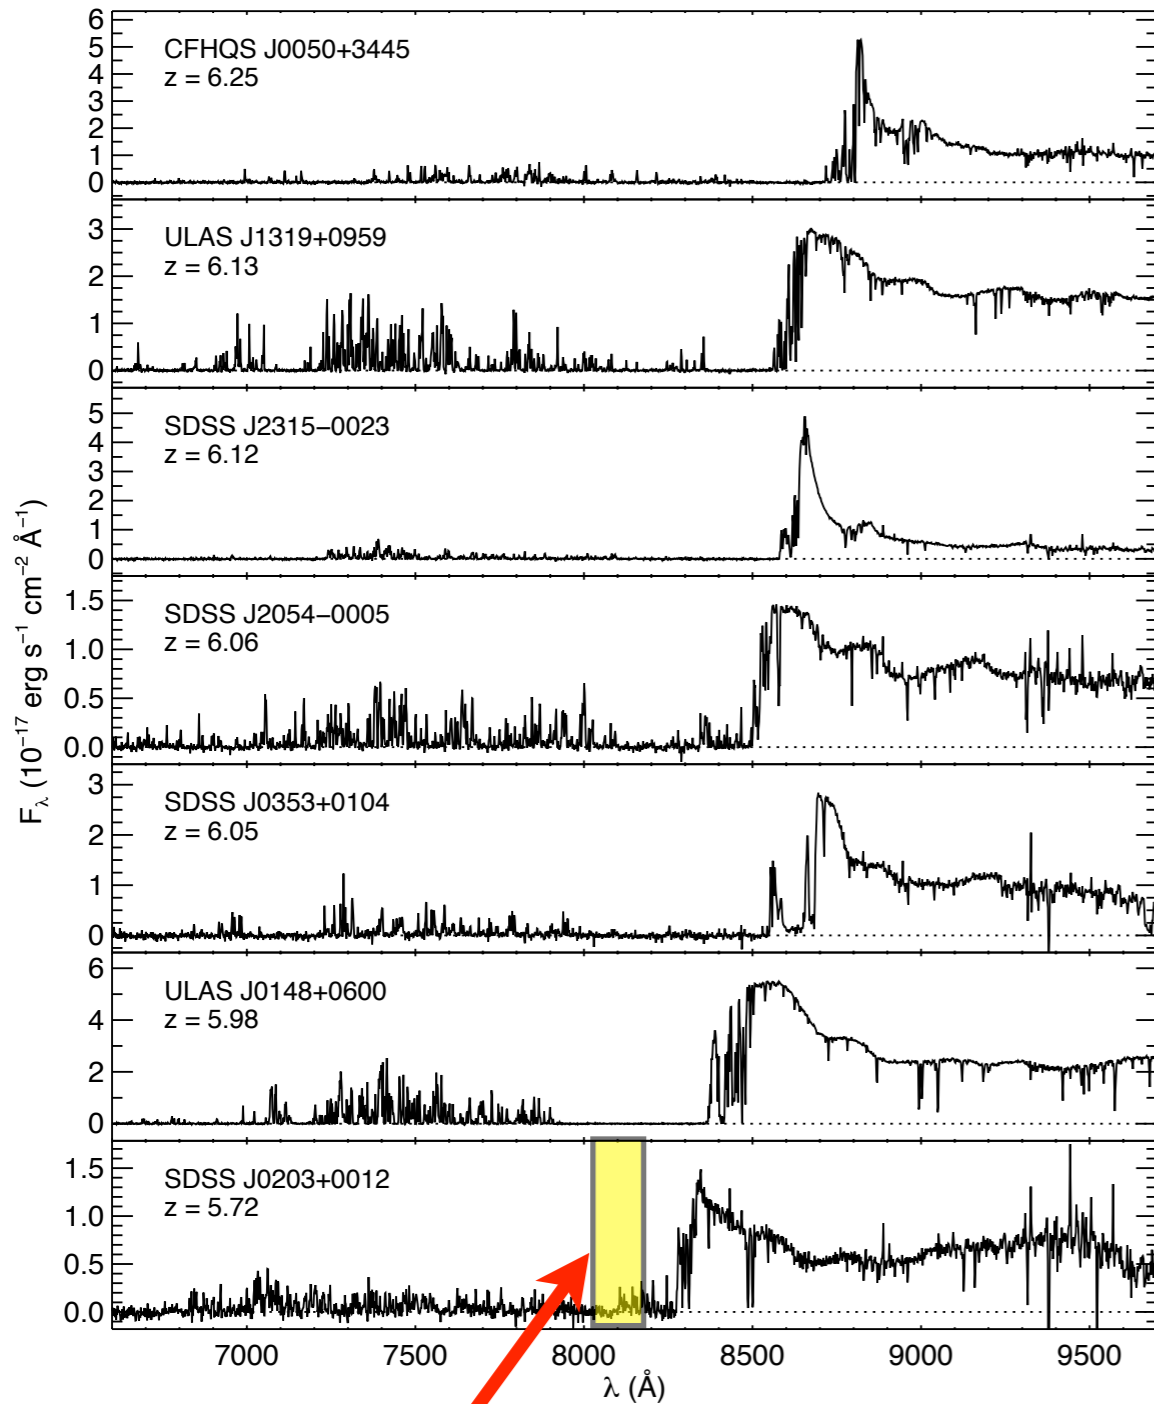 CFHQS J0050+3445
z = 6.25
6
5
4
3
2
1
0
ULAS J1319+0959
z = 6.13
3
2
1
0
SDSS J2315−0023
z = 6.12
5
4
3
2
1
0
SDSS J2054−0005
z = 6.06
1.5
1.0
0.5
0.0
SDSS J0353+0104
z = 6.05
3
2
1
0
ULAS J0148+0600
z = 5.98
6
4
2
0
SDSS J0203+0012
z = 5.72
1.5
1.0
0.5
0.0
F_λ (10⁻¹⁷ erg s⁻¹ cm⁻² Å⁻¹)
7000 7500 8000 8500 9000 9500
λ (Å)